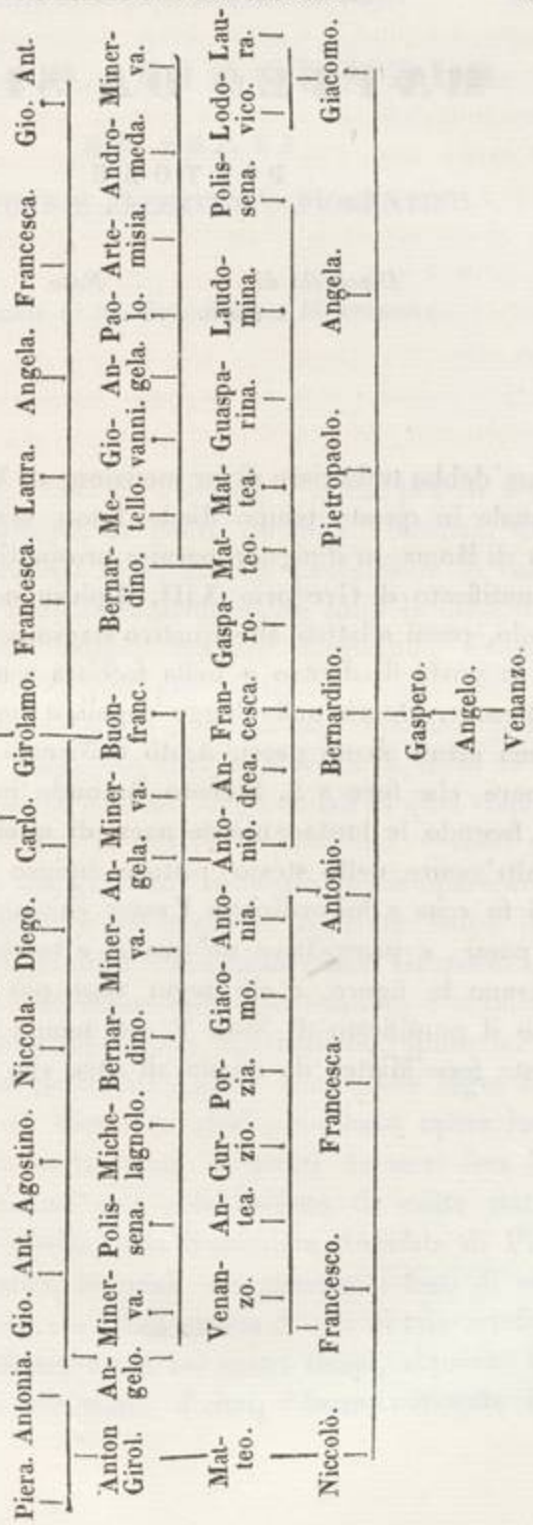 Piera. Antonia. Gio. Ant. Agostino. Niccola. Diego. Carlo. Girolamo. Francesca. Laura. Angela. Francesca. Gio. Ant.
Anton An- Miner- Polis- Miche- Bernar- Miner- An- Miner- Buon- Bernar- Me- Gio- An- Pao- Arte- Andro- Miner-
Girol. gelo. va. sena. lagnolo. dino. va. gela. va. franc. dino. tello. vanni. gela. lo. misia. meda. va.
Mat- Venan- An- Cur- Por- Giaco- Anto- Anto- An- Fran- Gaspa- Mat- Mat- Guaspa- Laudo- Polis- Lodo- Lau-
teo. zo. tea. zio. zia. mo. nia. nio. drea. cesca. ro. teo. tea. rina. mina. sena. vico. ra.
Niccolò. Francesco. Francesca. Antonio. Bernardino. Pietropaolo. Angela. Giacomo.
Gaspero.
Angelo.
Venanzo.